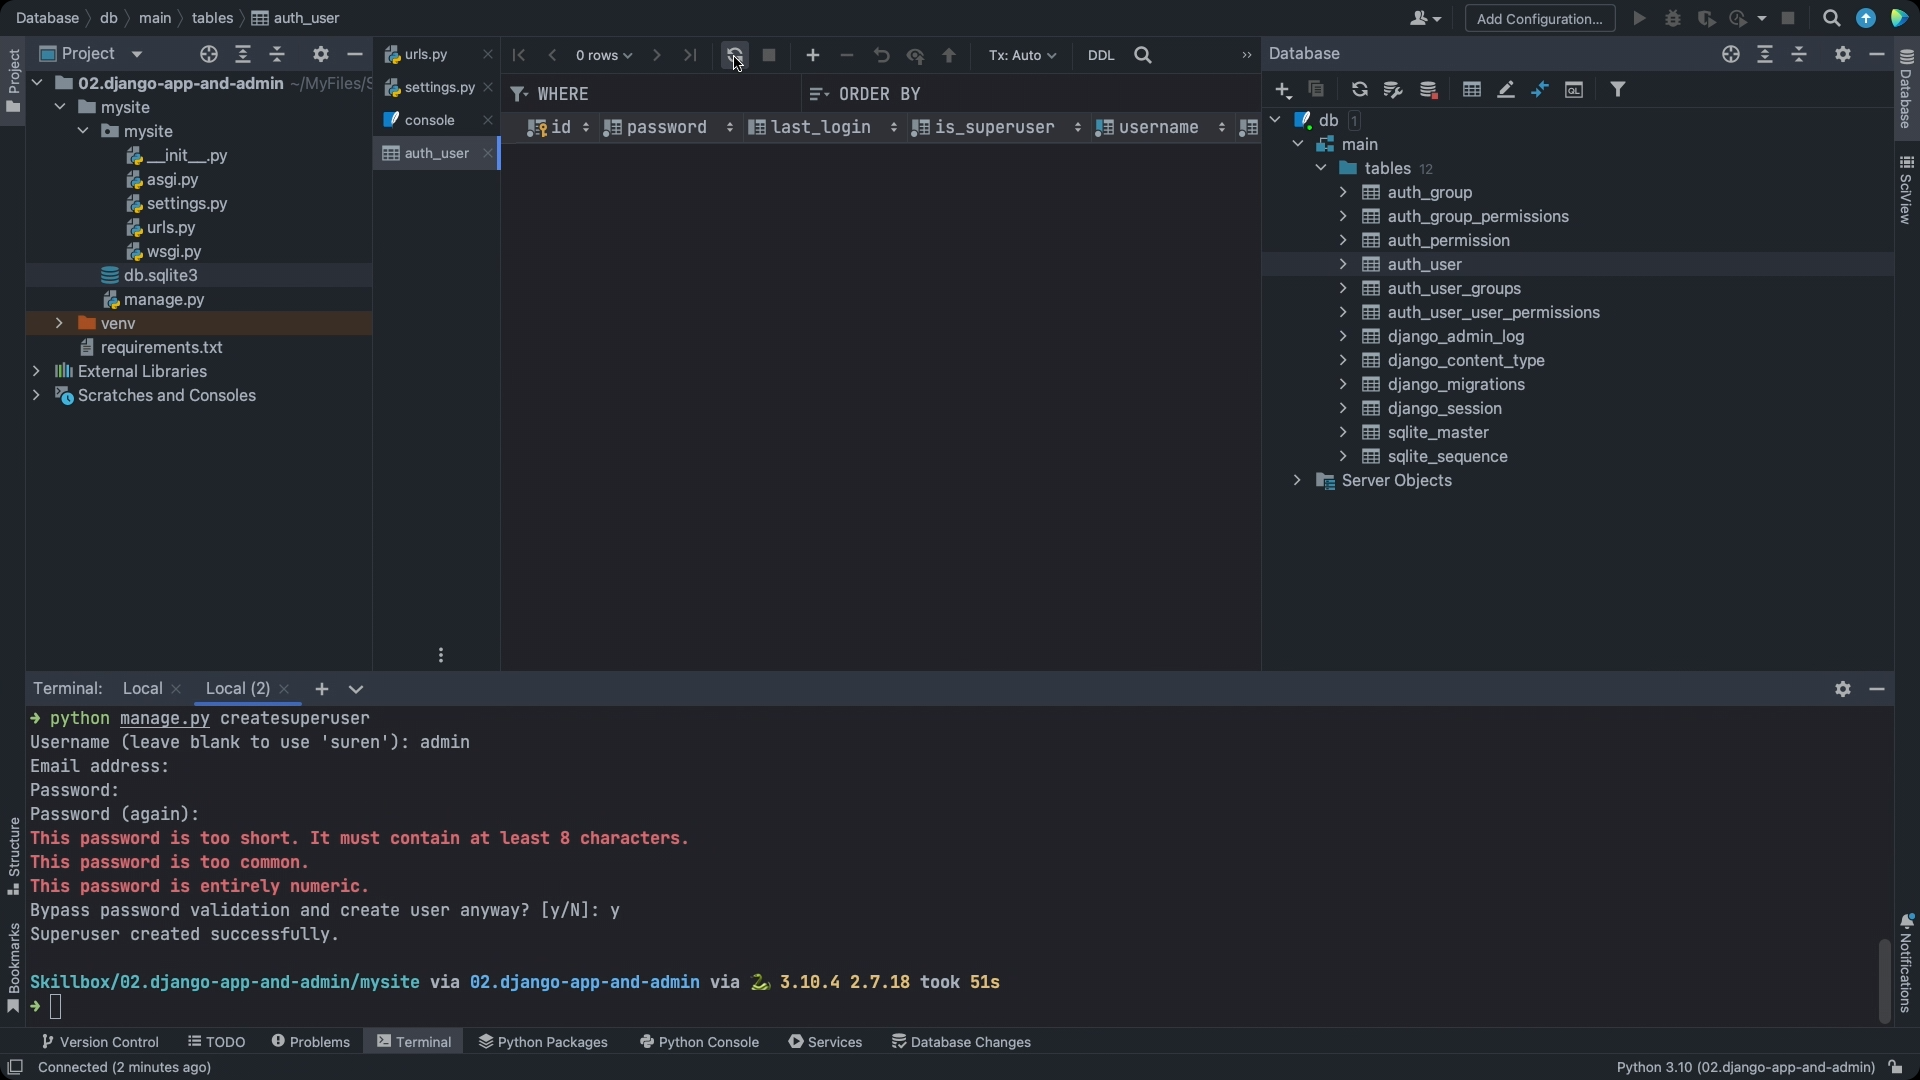 Database db main tables auth_user
Add Configuration...
Project
02.django-app-and-admin ~/MyFiles/S
mysite
mysite
__init__.py
asgi.py
settings.py
urls.py
wsgi.py
db.sqlite3
manage.py
venv
requirements.txt
External Libraries
Scratches and Consoles
urls.py
settings.py
console
auth_user
0 rows
Tx: Auto
DDL
WHERE
ORDER BY
id password last_login is_superuser username
Database
db 1
main
tables 12
auth_group
auth_group_permissions
auth_permission
auth_user
auth_user_groups
auth_user_user_permissions
django_admin_log
django_content_type
django_migrations
django_session
sqlite_master
sqlite_sequence
Server Objects
Project
Structure
Bookmarks
Database
SciView
Notifications
Terminal: Local Local (2)
python manage.py createsuperuser
Username (leave blank to use 'suren'): admin
Email address:
Password:
Password (again):
This password is too short. It must contain at least 8 characters.
This password is too common.
This password is entirely numeric.
Bypass password validation and create user anyway? [y/N]: y
Superuser created successfully.
Skillbox/02.django-app-and-admin/mysite via 02.django-app-and-admin via 3.10.4 2.7.18 took 51s
Version Control TODO Problems Terminal Python Packages Python Console Services Database Changes
Connected (2 minutes ago)
Python 3.10 (02.django-app-and-admin)